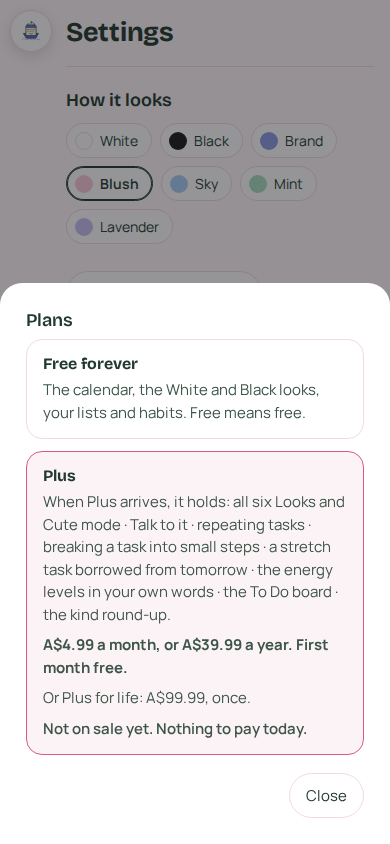 Settings
How it looks
White
Black
Brand
Blush
Sky
Mint
Lavender
Plans
Free forever
The calendar, the White and Black looks,
your lists and habits. Free means free.
Plus
When Plus arrives, it holds: all six Looks and
Cute mode · Talk to it · repeating tasks ·
breaking a task into small steps · a stretch
task borrowed from tomorrow · the energy
levels in your own words · the To Do board ·
the kind round-up.
A$4.99 a month, or A$39.99 a year. First
month free.
Or Plus for life: A$99.99, once.
Not on sale yet. Nothing to pay today.
Close